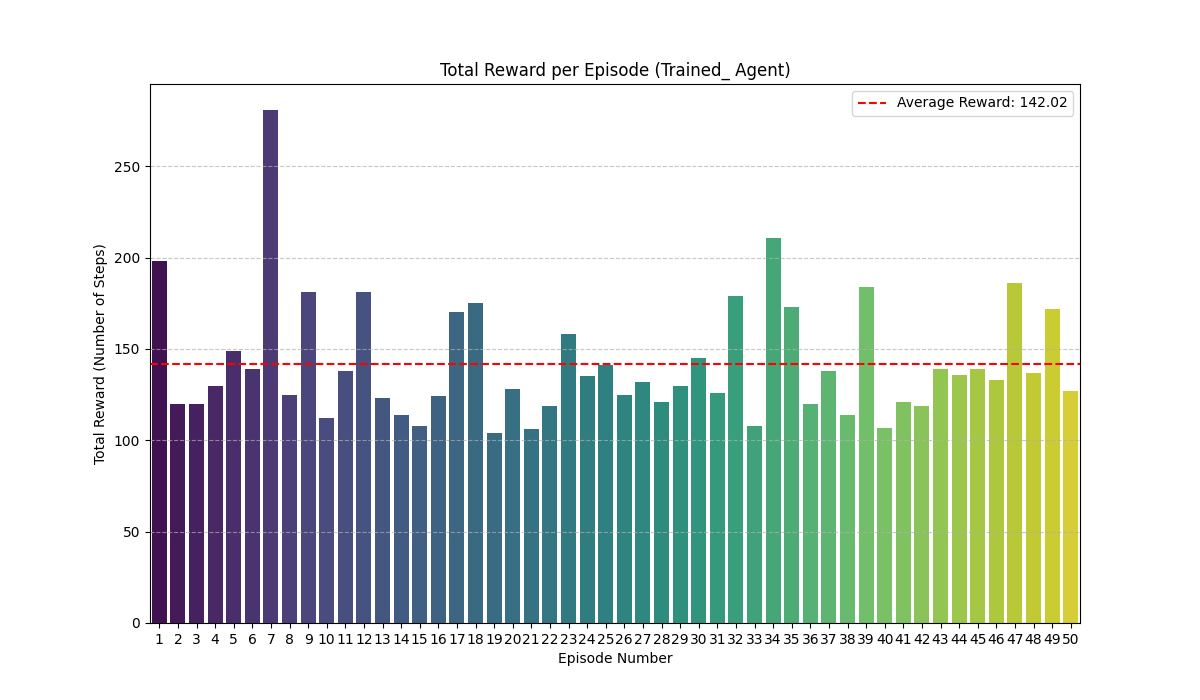 Total Reward per Episode (Trained_ Agent)
Average Reward: 142.02
Total Reward (Number of Steps)
250
200
150
100
50
0
1 2 3 4 5 6 7 8 9 10 11 12 13 14 15 16 17 18 19 20 21 22 23 24 25 26 27 28 29 30 31 32 33 34 35 36 37 38 39 40 41 42 43 44 45 46 47 48 49 50
Episode Number